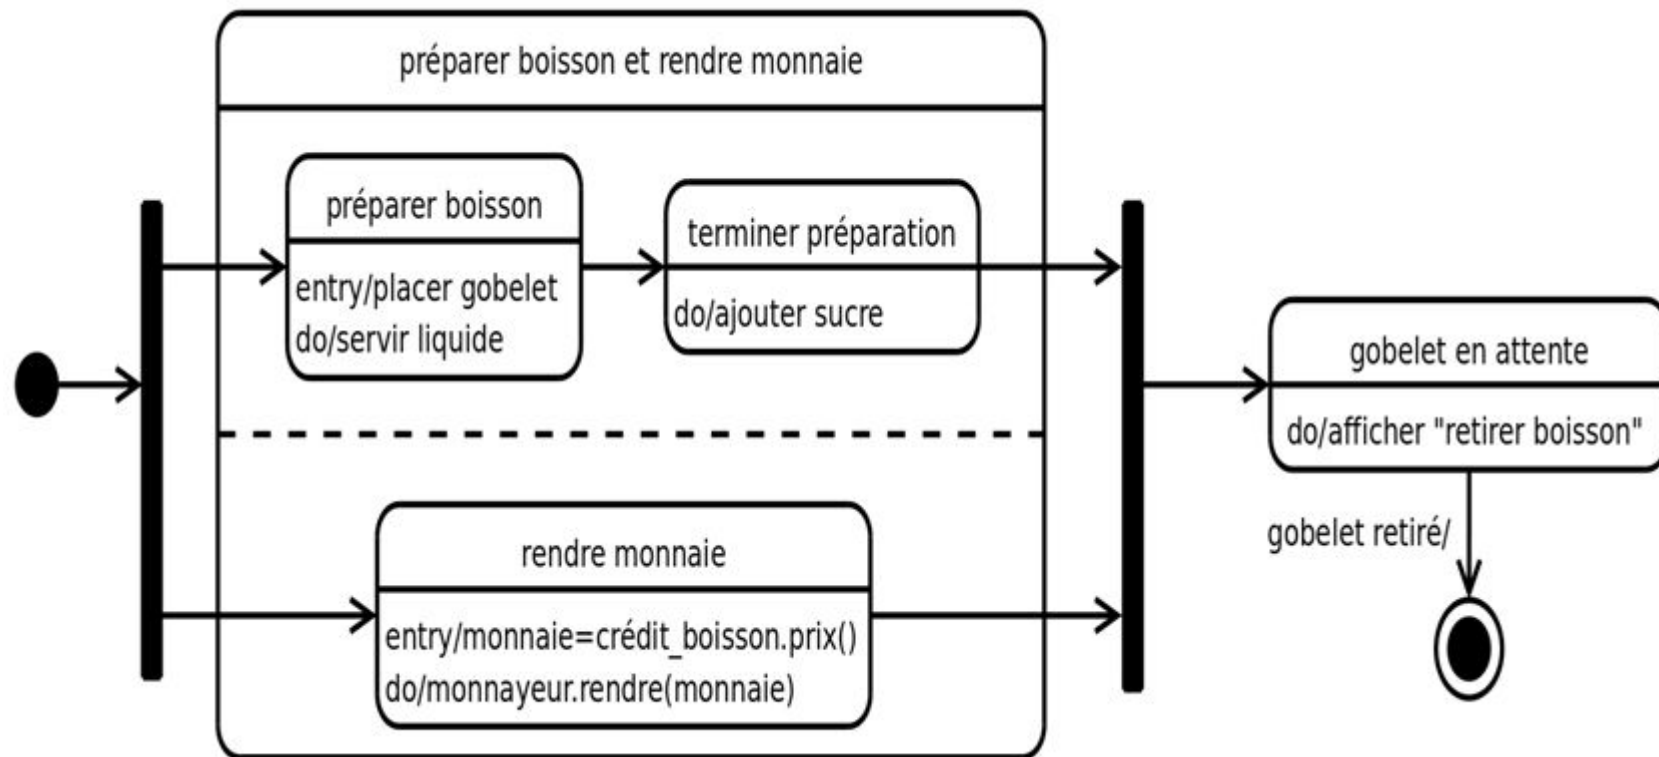 préparer boisson et rendre monnaie
préparer boisson
entry/placer gobelet
do/servir liquide
terminer préparation
do/ajouter sucre
rendre monnaie
entry/monnaie=crédit_boisson.prix()
do/monnayeur.rendre(monnaie)
gobelet en attente
do/afficher "retirer boisson"
gobelet retiré/